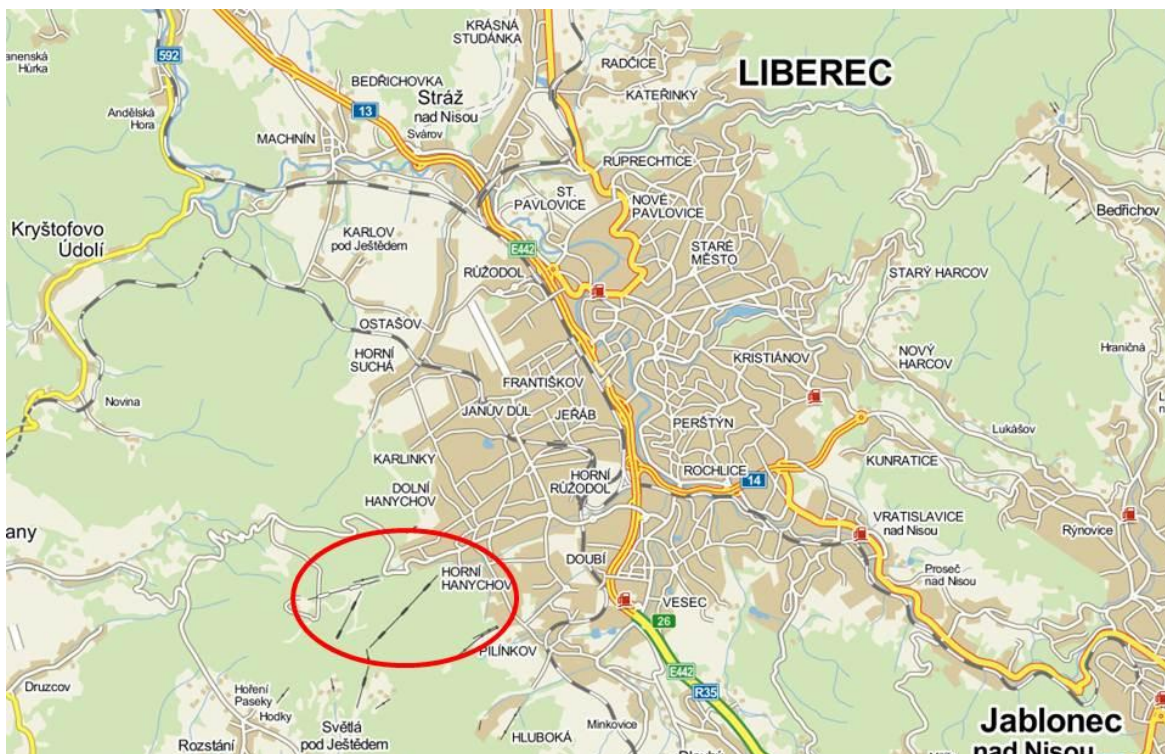 KRÁSNÁ
STUDÁNKA
RADČICE
LIBEREC
592
Hůrka
BEDŘICHOVKA
KATEŘINKY
Stráž
nad Nisou
Andělská
Hora
13
Svárov
MACHNÍN
RUPRECHTICE
ST.
PAVLOVICE
NOVÉ
PAVLOVICE
Bedřichov
Kryštofovo
Údolí
KARLOV
pod Ještědem
E442
STARÉ
MĚSTO
RŮŽODOL
STARÝ HARCOV
OSTAŠOV
HORNÍ
SUCHÁ
KRISTIÁNOV
NOVÝ
HARCOV
Hraničná
FRANTIŠKOV
Novina
JANŮV DŮL
JEŘÁB
PERŠTÝN
Lukášov
KARLINKY
KUNRATICE
HORNÍ
RŮŽODOL
ROCHLICE
14
DOLNÍ
HANYCHOV
VRATISLAVICE
nad Nisou
Rýnovice
any
DOUBÍ
HORNÍ
HANYCHOV
Proseč
nad Nisou
VESEC
26
PILÍNKOV
E442
Druzcov
Hoření
Paseky
R35
Hodky
Světlá
pod Ještědem
Minkovice
Jablonec
nad Nisou
Rozstání
HLUBOKÁ